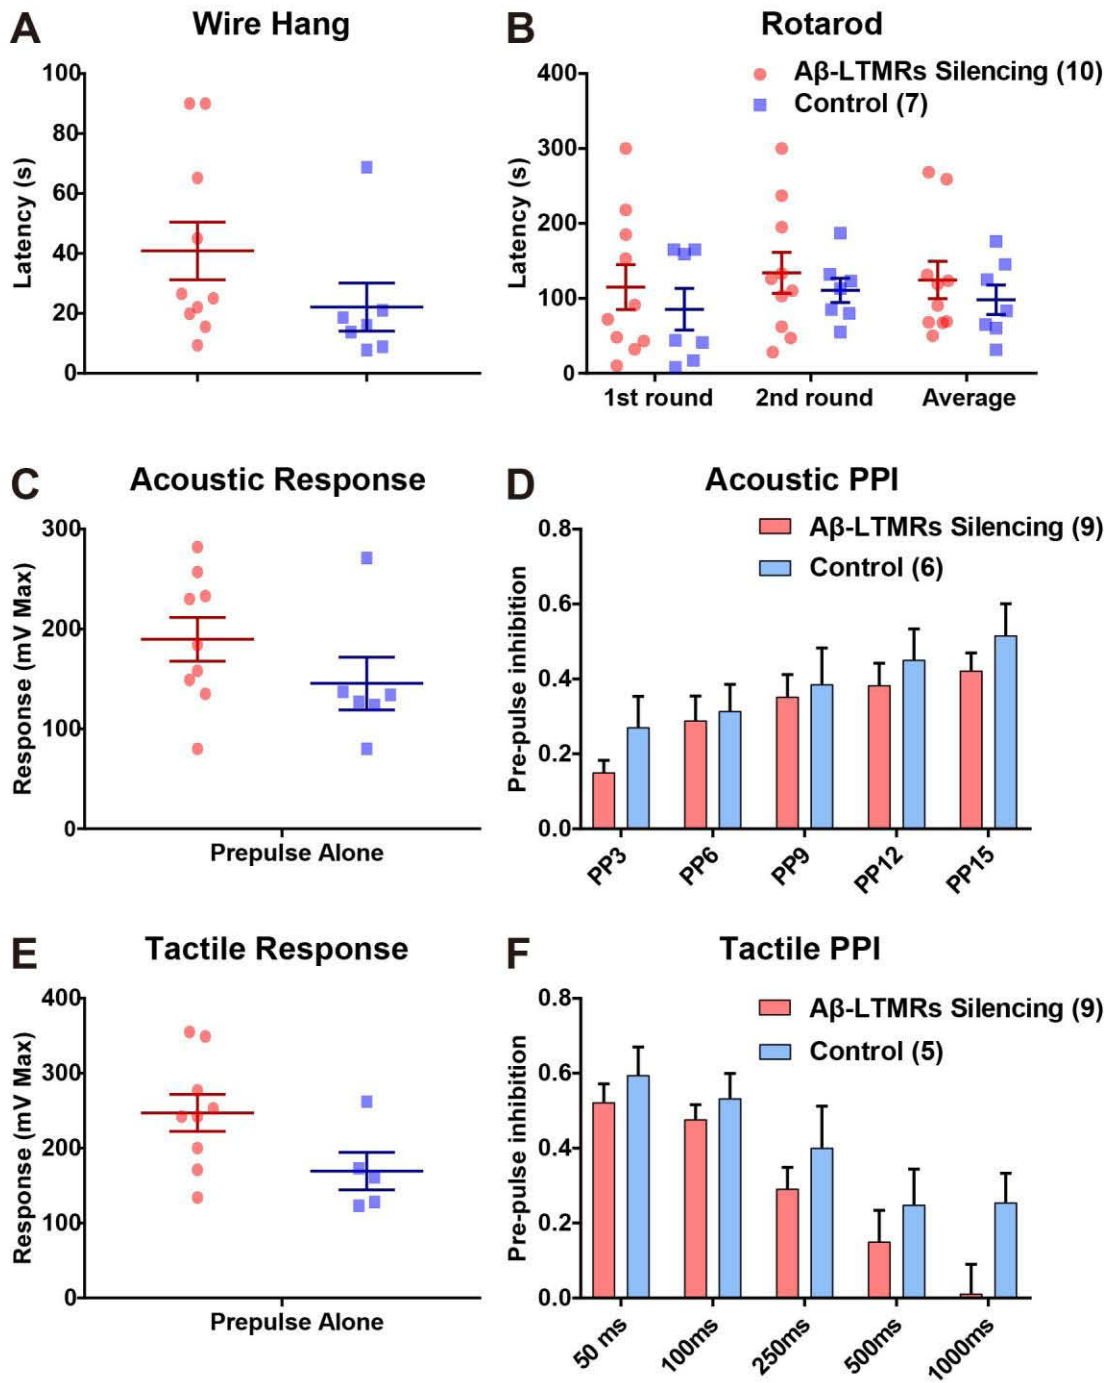 A
Wire Hang
Latency (s)
100
80
60
40
20
0
B
Rotarod
Aβ-LTMRs Silencing (10)
Control (7)
Latency (s)
400
300
200
100
0
1st round
2nd round
Average
C
Acoustic Response
Response (mV Max)
300
200
100
0
Prepulse Alone
D
Acoustic PPI
Aβ-LTMRs Silencing (9)
Control (6)
Pre-pulse inhibition
0.8
0.6
0.4
0.2
0.0
PP3
PP6
PP9
PP12
PP15
E
Tactile Response
Response (mV Max)
400
300
200
100
0
Prepulse Alone
F
Tactile PPI
Aβ-LTMRs Silencing (9)
Control (5)
Pre-pulse inhibition
0.8
0.6
0.4
0.2
0.0
50 ms
100ms
250ms
500ms
1000ms